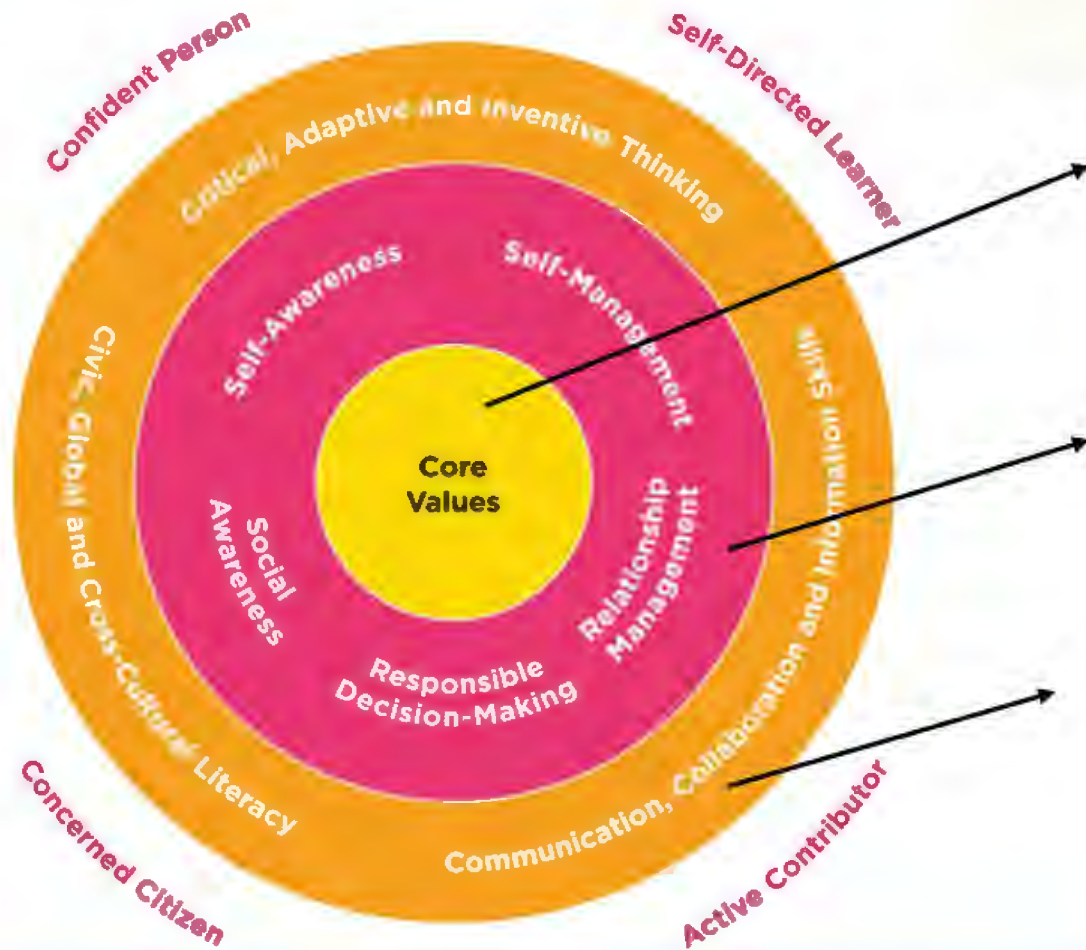 Confident Person
Self-Directed Learner
Critical, Adaptive and Inventive Thinking
Self-Awareness
Self-Management
Civic, Global and Cross-Cultural Literacy
Core
Values
Communication, Collaboration and Information Skills
Social
Awareness
Relationship
Management
Responsible
Decision-Making
Concerned Citizen
Active Contributor